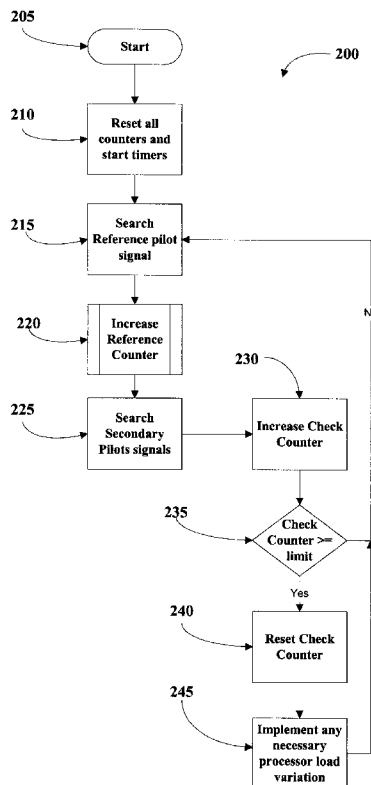 205
Start
200
210
Reset all
counters and
start timers
215
Search
Reference pilot
signal
N
220
Increase
Reference
Counter
230
225
Search
Secondary
Pilots signals
Increase Check
Counter
235
Check
Counter >=
limit
Yes
240
Reset Check
Counter
245
Implement any
necessary
processor load
variation